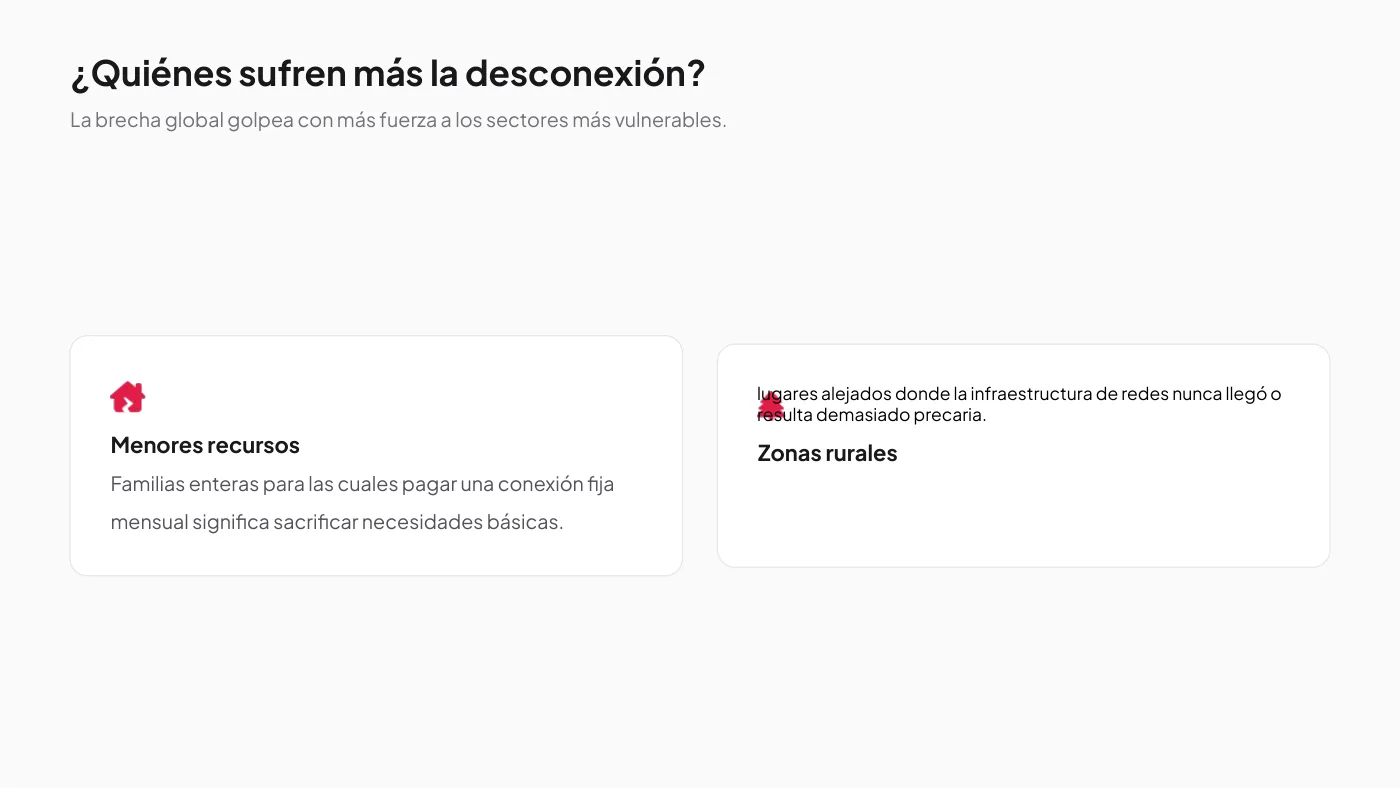 ¿Quiénes sufren más la desconexión?
La brecha global golpea con más fuerza a los sectores más vulnerables.
Menores recursos
Familias enteras para las cuales pagar una conexión fija
mensual significa sacrificar necesidades básicas.
lugares alejados donde la infraestructura de redes nunca llegó o
resulta demasiado precaria.
Zonas rurales